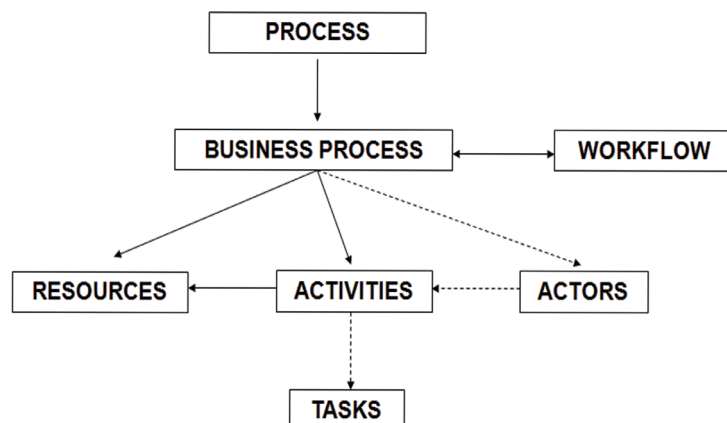 PROCESS
BUSINESS PROCESS
WORKFLOW
RESOURCES
ACTIVITIES
ACTORS
TASKS